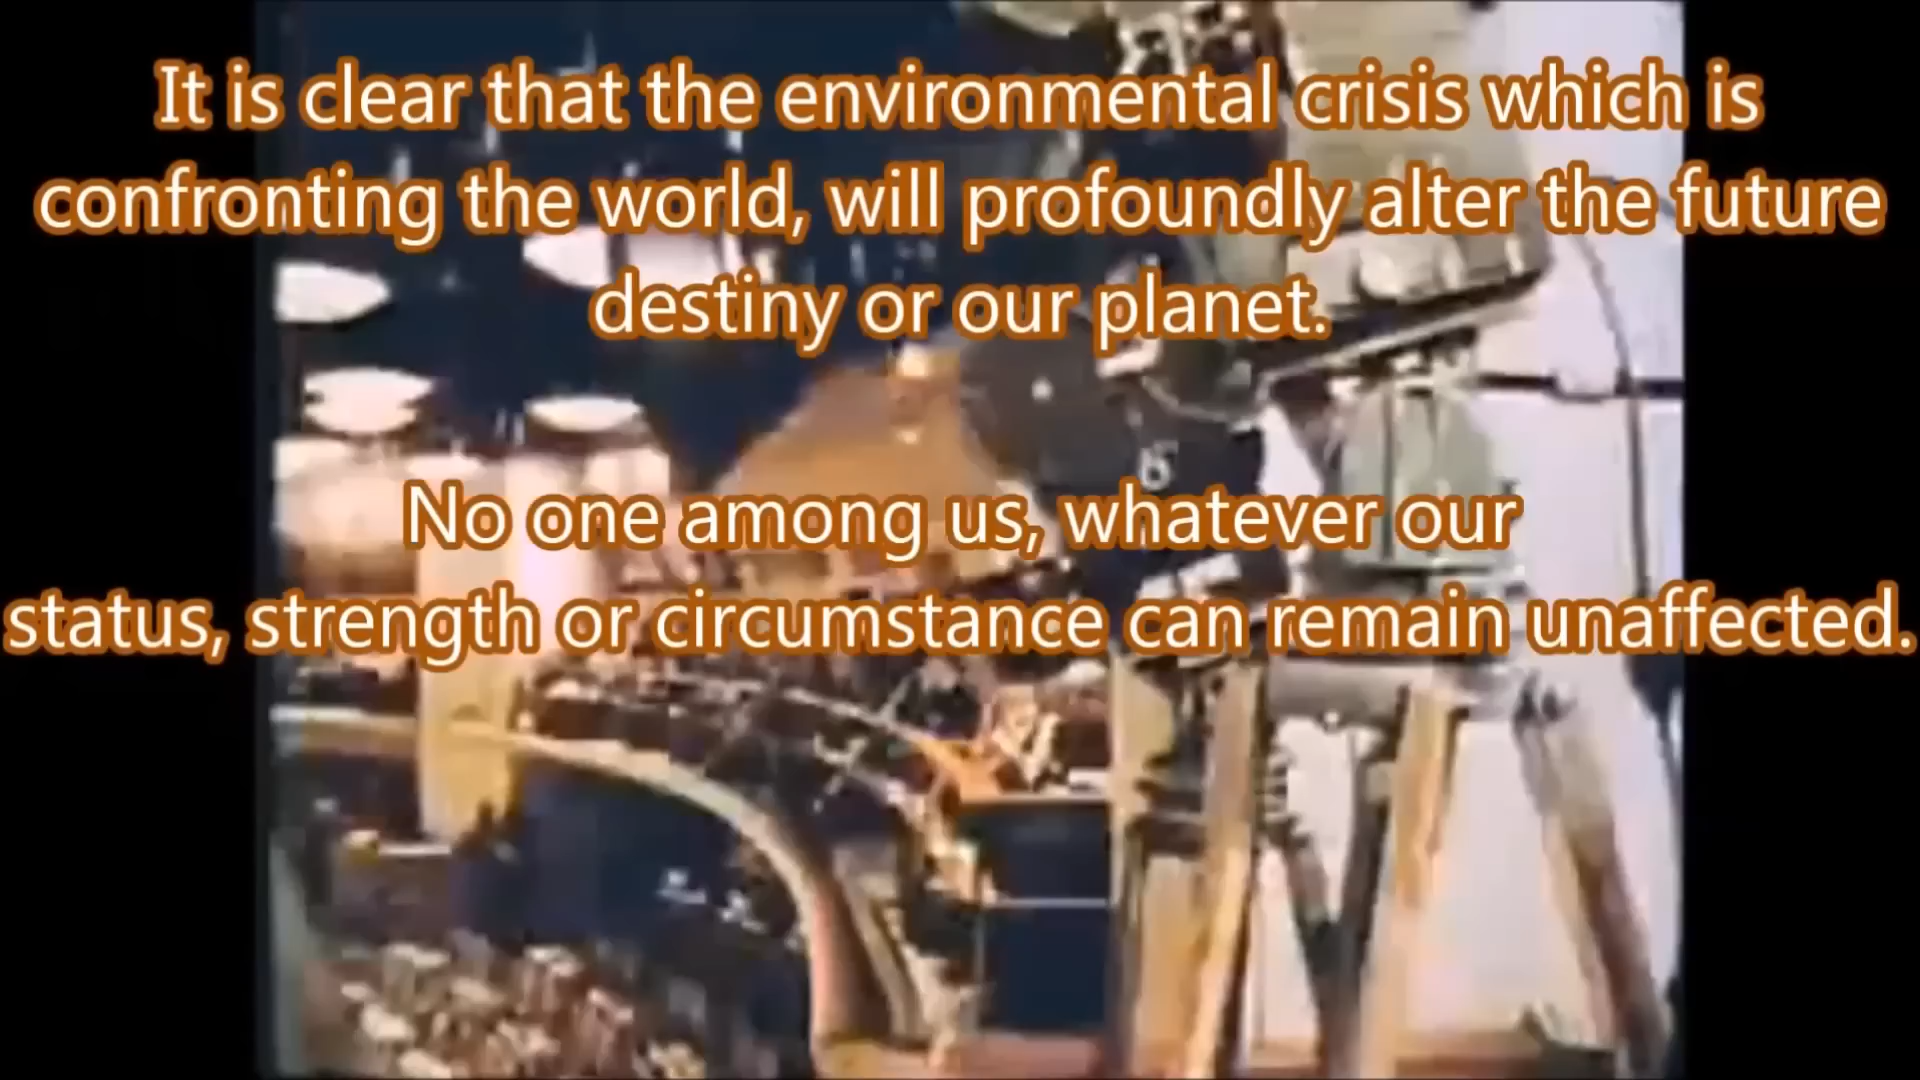 It is clear that the environmental crisis which is
confronting the world, will profoundly alter the future
destiny or our planet.
No one among us, whatever our
status, strength or circumstance can remain unaffected.
6